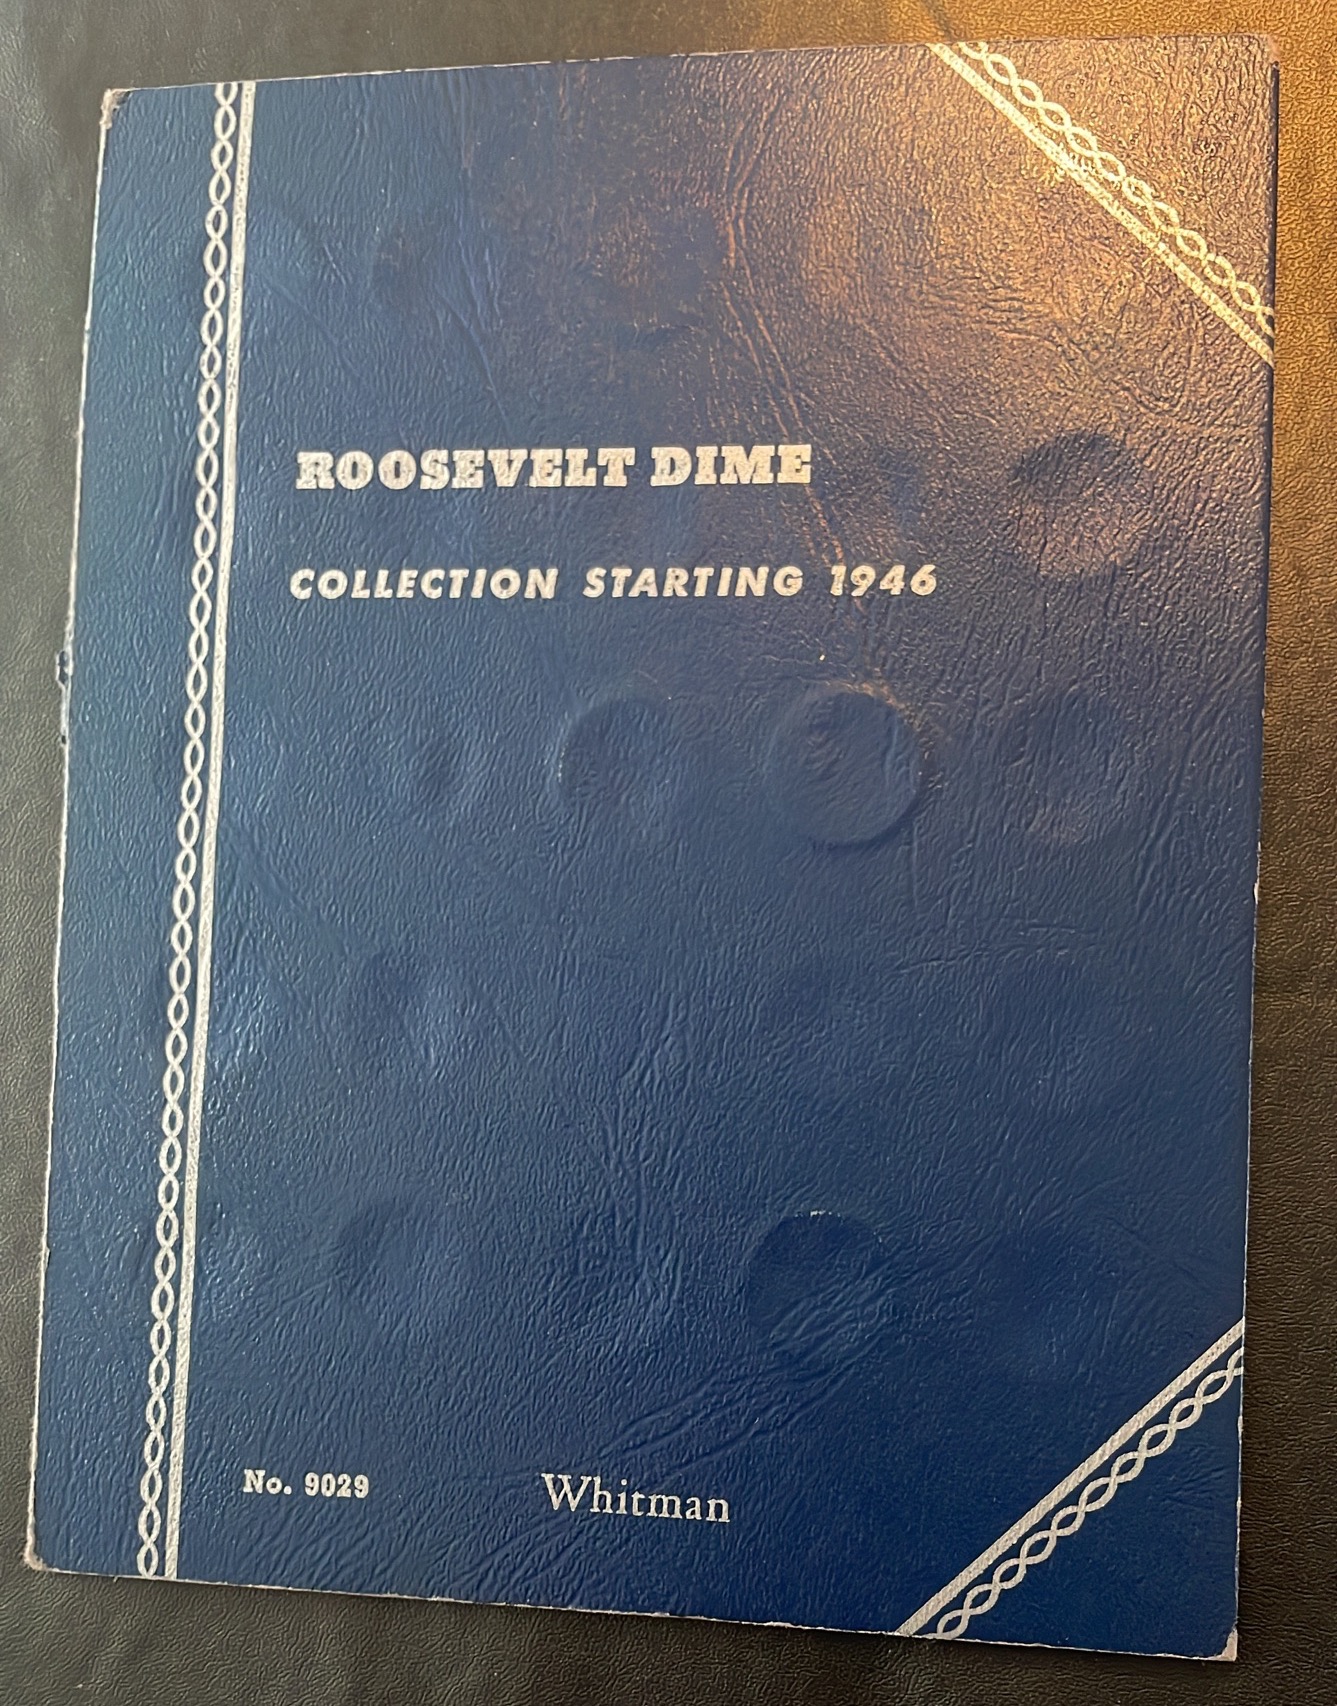 ROOSEVELT DIME
COLLECTION STARTING 1946
No. 9029
Whitman